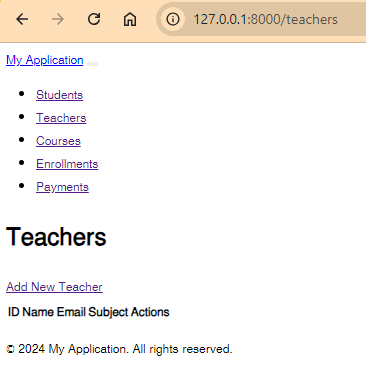 127.0.0.1:8000/teachers
My Application
Students
Teachers
Courses
Enrollments
Payments
Teachers
Add New Teacher
ID Name Email Subject Actions
© 2024 My Application. All rights reserved.